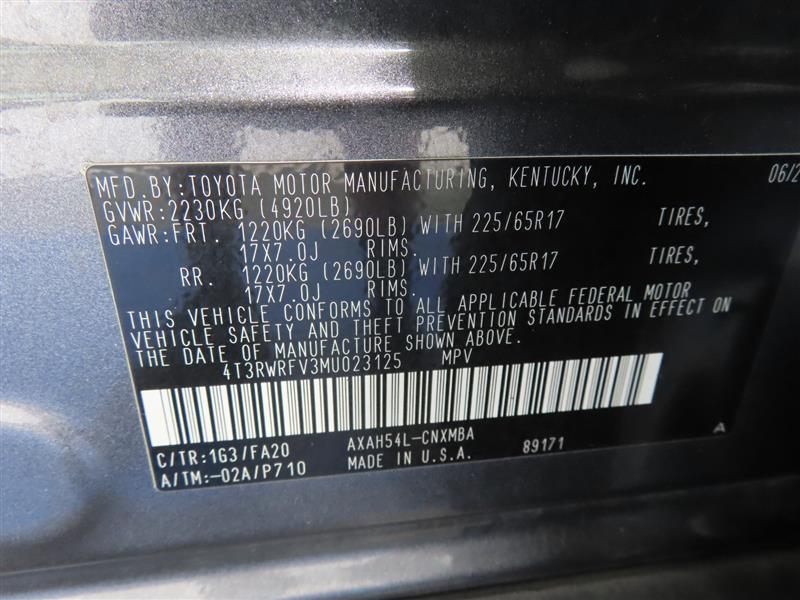 MFD.BY:TOYOTA MOTOR MANUFACTURING, KENTUCKY, INC. 06/2
GVWR:2230KG (4920LB)
GAWR:FRT. 1220KG (2690LB) WITH 225/65R17 TIRES,
17X7.0J RIMS.
RR. 1220KG (2690LB) WITH 225/65R17 TIRES,
17X7.0J RIMS.
THIS VEHICLE CONFORMS TO ALL APPLICABLE FEDERAL MOTOR
VEHICLE SAFETY AND THEFT PREVENTION STANDARDS IN EFFECT ON
THE DATE OF MANUFACTURE SHOWN ABOVE.
4T3RWRFV3MU023125 MPV
C/TR:1G3/FA20 AXAH54L-CNXMBA A
A/TM:-02A/P710 MADE IN U.S.A. 89171